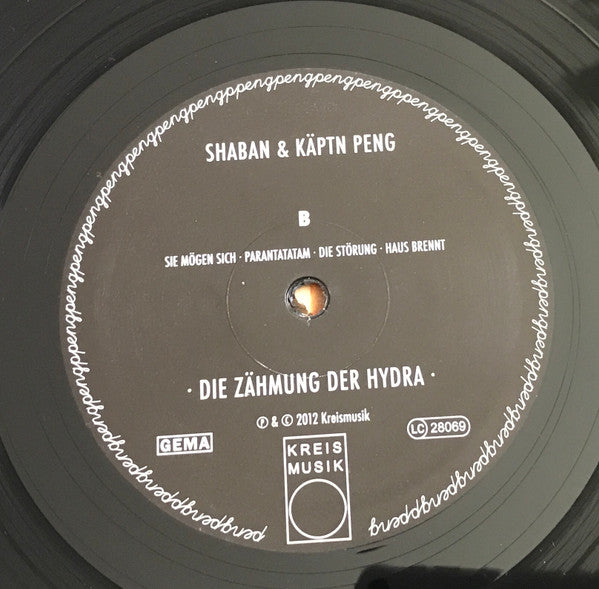 SHABAN & KÄPTN PENG
B
SIE MÖGEN SICH · PARANTATATAM · DIE STÖRUNG · HAUS BRENNT
· DIE ZÄHMUNG DER HYDRA ·
℗ & © 2012 Kreismusik
GEMA
LC 28069
KREIS
MUSIK